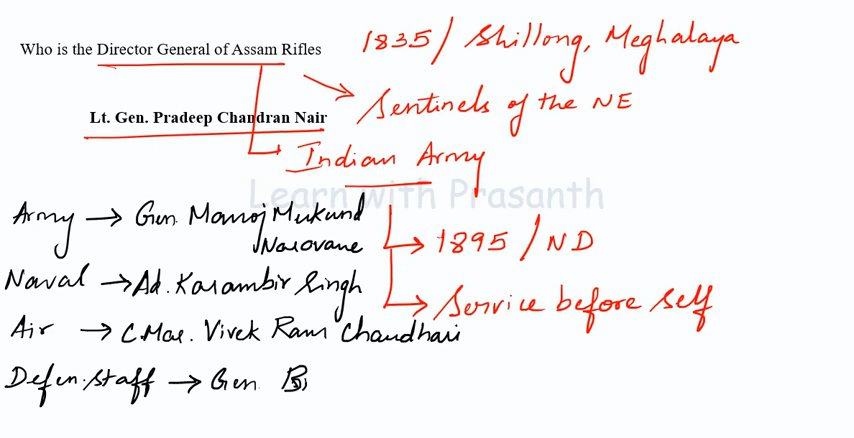 Who is the Director General of Assam Rifles
1835 / Shillong, Meghalaya
Sentinels of the NE
Lt. Gen. Pradeep Chandran Nair
Indian Army
Learn with Prasanth
Army → Gen. Manoj Mukund
Narovane
→ 1895 / ND
Naval → Ad. Karambir Singh
→ Service before self
Air → C. Mar. Vivek Ram Chaudhari
Defen. Staff → Gen Bi